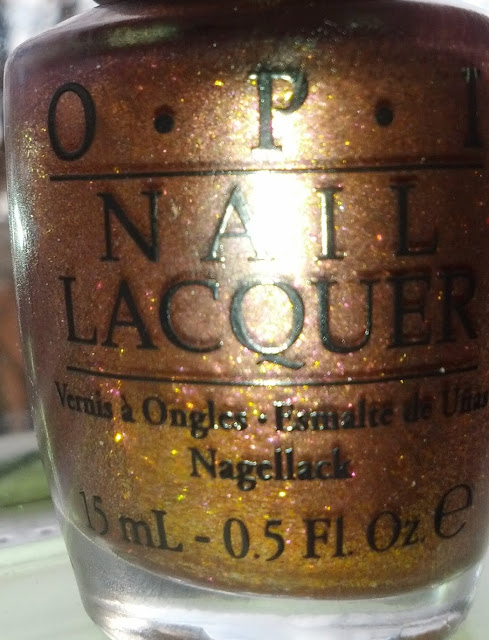 O · P · I
NAIL
LACQUER
Vernis à Ongles · Esmalte de Uñas
Nagellack
15 mL - 0.5 Fl. Oz. ℮